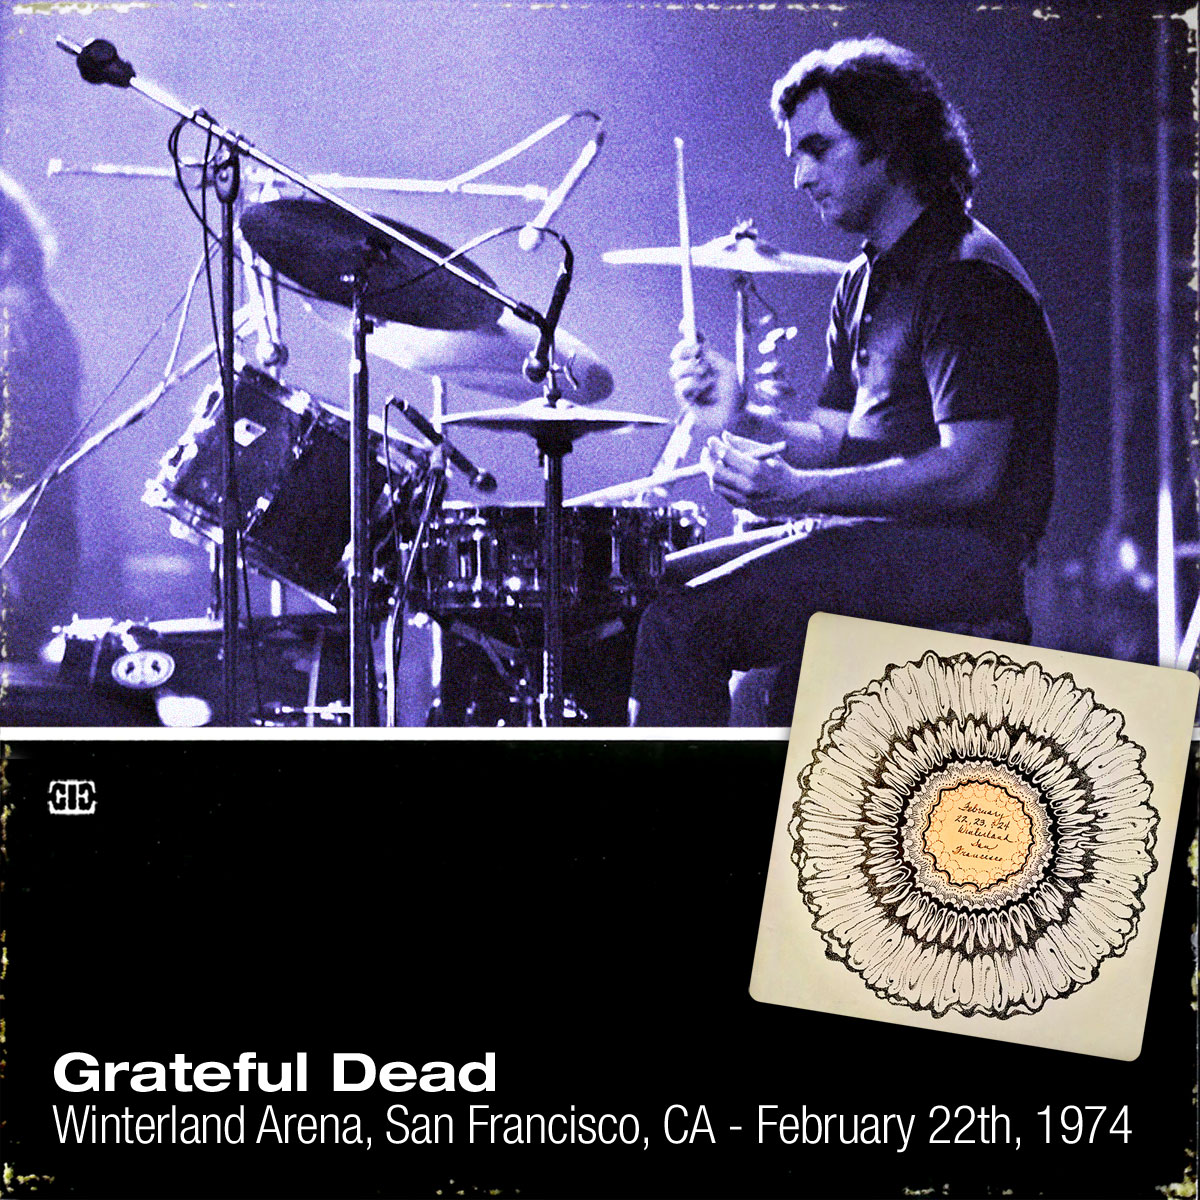 February
22, 23, & 24
Winterland
San
Francisco
Grateful Dead
Winterland Arena, San Francisco, CA - February 22th, 1974